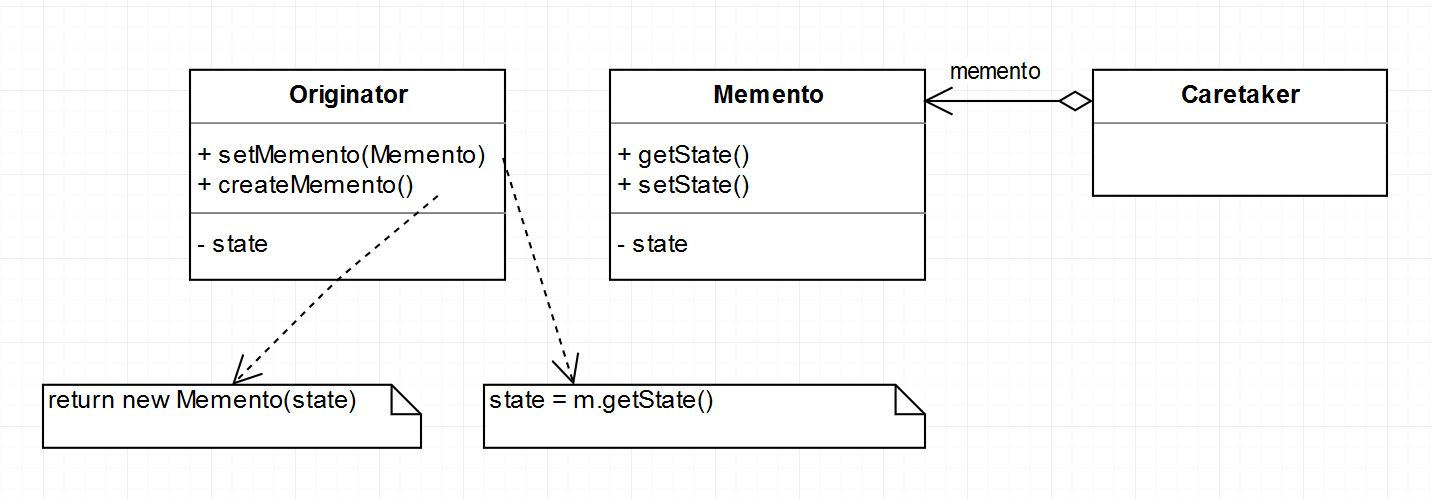 Originator
+ setMemento(Memento)
+ createMemento()
- state
Memento
+ getState()
+ setState()
- state
memento
Caretaker
return new Memento(state)
state = m.getState()